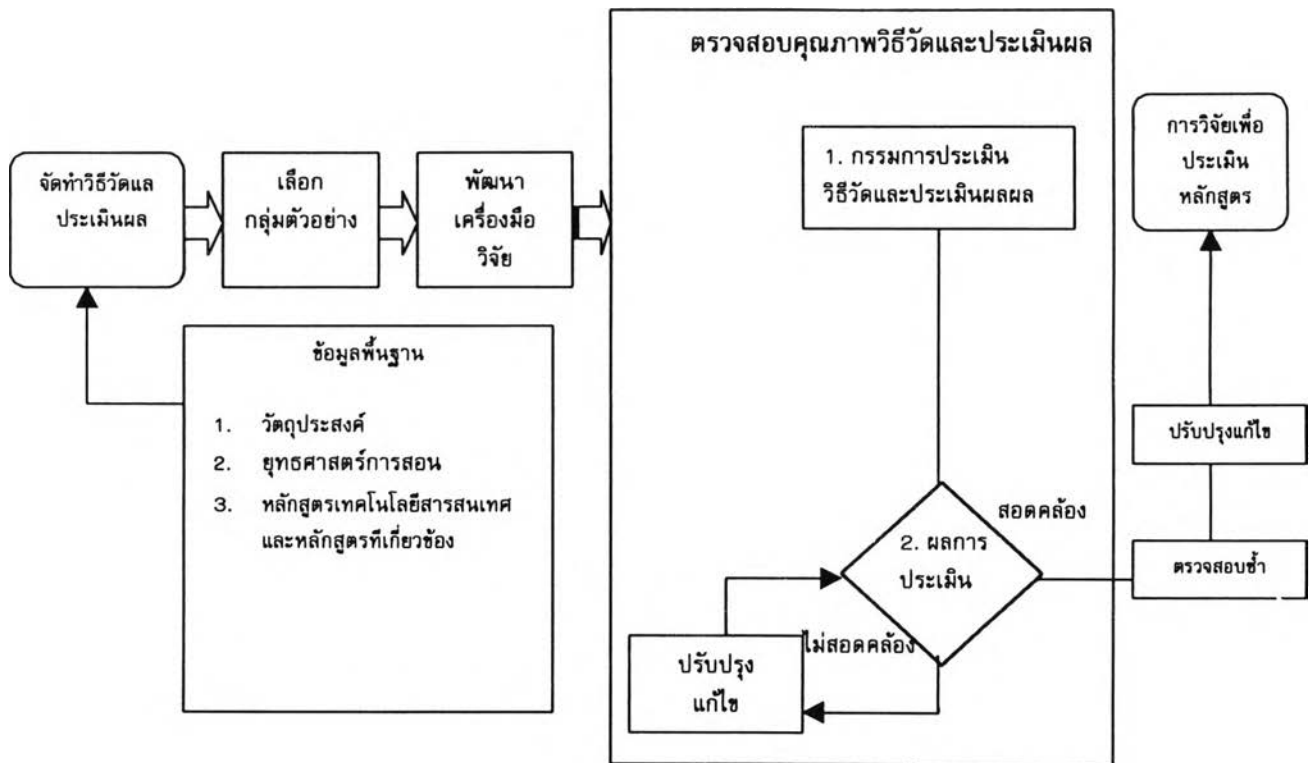 ตรวจสอบคุณภาพวิธีวัดและประเมินผล
จัดทำวิธีวัดแล
ประเมินผล
เลือก
กลุ่มตัวอย่าง
พัฒนา
เครื่องมือ
วิจัย
1. กรรมการประเมิน
วิธีวัดและประเมินผลผล
การวิจัยเพื่อ
ประเมิน
หลักสูตร
ข้อมูลพื้นฐาน
1. วัตถุประสงค์
2. ยุทธศาสตร์การสอน
3. หลักสูตรเทคโนโลยีสารสนเทศ
และหลักสูตรทีเกี่ยวข้อง
2. ผลการ
ประเมิน
สอดคล้อง
ไม่สอดคล้อง
ปรับปรุง
แก้ไข
ปรับปรุงแก้ไข
ตรวจสอบซ้ำ